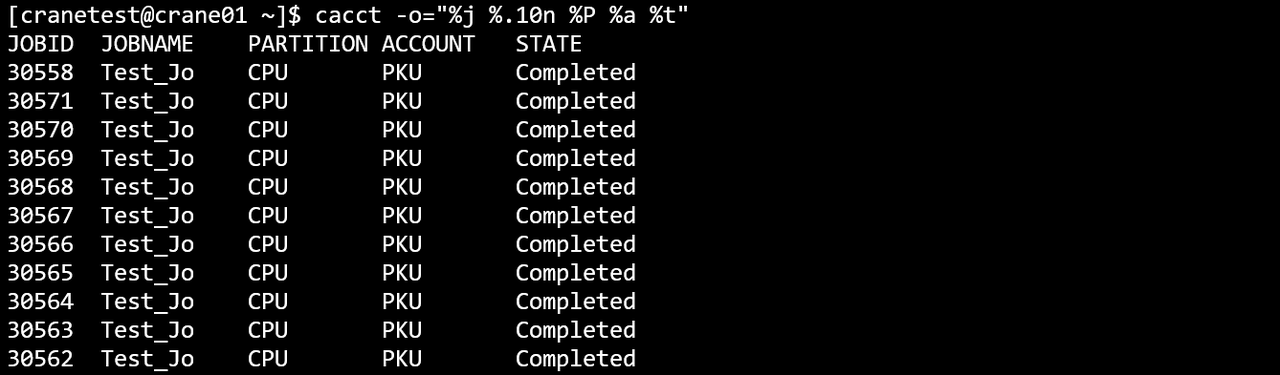 [cranetest@crane01 ~]$ cacct -o="%j %.10n %P %a %t"
JOBID  JOBNAME    PARTITION ACCOUNT   STATE
30558  Test_Jo    CPU       PKU       Completed
30571  Test_Jo    CPU       PKU       Completed
30570  Test_Jo    CPU       PKU       Completed
30569  Test_Jo    CPU       PKU       Completed
30568  Test_Jo    CPU       PKU       Completed
30567  Test_Jo    CPU       PKU       Completed
30566  Test_Jo    CPU       PKU       Completed
30565  Test_Jo    CPU       PKU       Completed
30564  Test_Jo    CPU       PKU       Completed
30563  Test_Jo    CPU       PKU       Completed
30562  Test_Jo    CPU       PKU       Completed